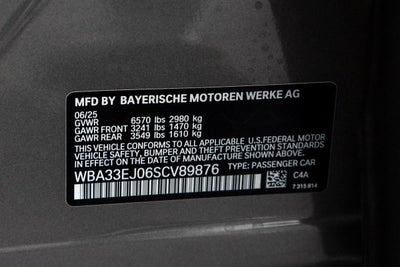 MFD BY BAYERISCHE MOTOREN WERKE AG
06/25
GVWR 6570 lbs 2980 kg
GAWR FRONT 3241 lbs 1470 kg
GAWR REAR 3549 lbs 1610 kg
THIS VEHICLE CONFORMS TO ALL APPLICABLE U.S.FEDERAL MOTOR
VEHICLE SAFETY, BUMPER, AND THEFT PREVENTION STANDARDS IN
EFFECT ON THE DATE OF MANUFACTURE SHOWN ABOVE.
WBA33EJ06SCV89876 TYPE: PASSENGER CAR
C4A
7 315 814